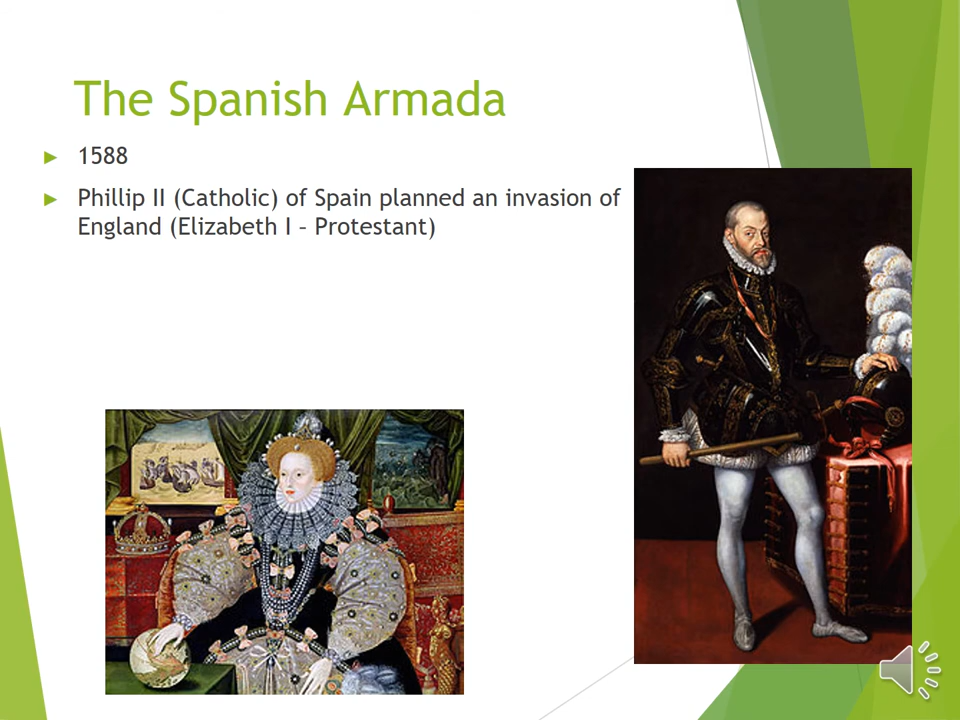 The Spanish Armada
1588
Phillip II (Catholic) of Spain planned an invasion of
England (Elizabeth I – Protestant)